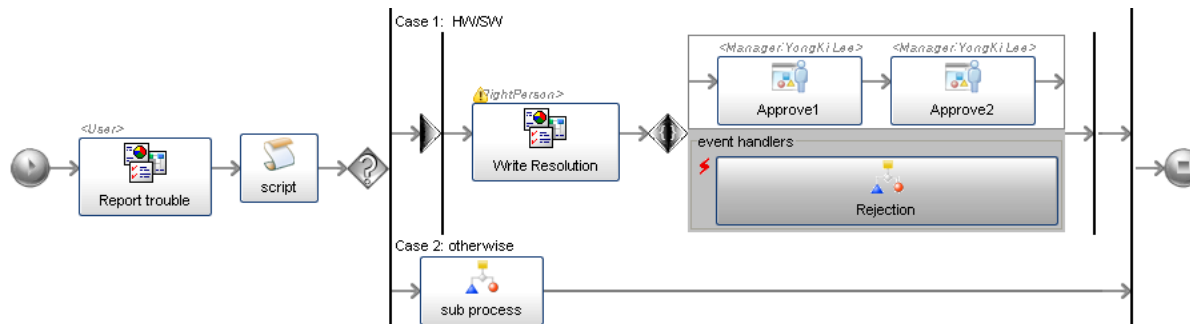 Case 1: HW/SW
<Manager:YongKi Lee>
<Manager:YongKi Lee>
Approve1
Approve2
RightPerson>
Write Resolution
<User>
Report trouble
script
event handlers
Rejection
Case 2: otherwise
sub process